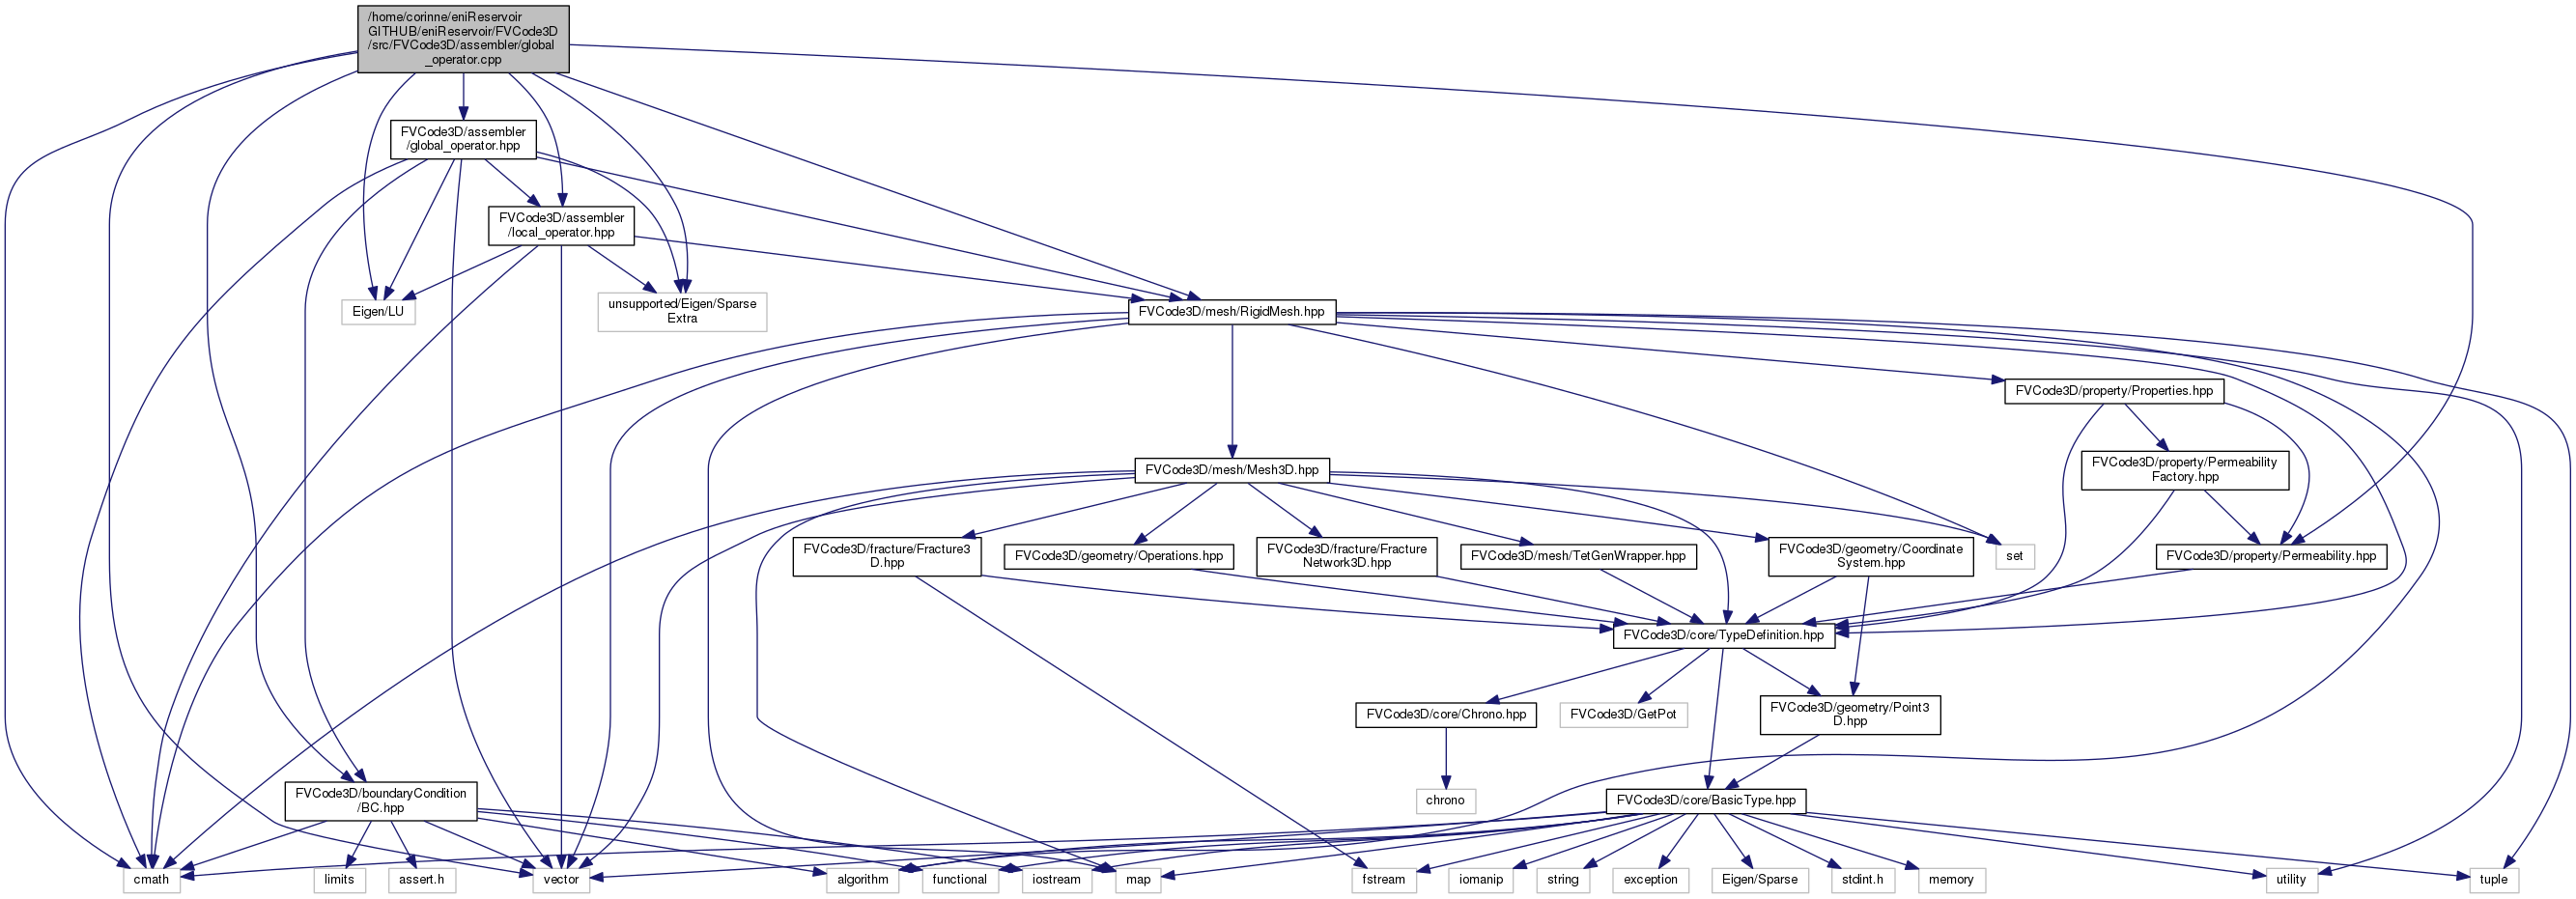 /home/corinne/eniReservoir
GITHUB/eniReservoir/FVCode3D
/src/FVCode3D/assembler/global
_operator.cpp
FVCode3D/assembler
/global_operator.hpp
FVCode3D/assembler
/local_operator.hpp
Eigen/LU
unsupported/Eigen/Sparse
Extra
FVCode3D/mesh/RigidMesh.hpp
FVCode3D/property/Properties.hpp
FVCode3D/mesh/Mesh3D.hpp
FVCode3D/property/Permeability
Factory.hpp
FVCode3D/fracture/Fracture3
D.hpp
FVCode3D/geometry/Operations.hpp
FVCode3D/fracture/Fracture
Network3D.hpp
FVCode3D/mesh/TetGenWrapper.hpp
FVCode3D/geometry/Coordinate
System.hpp
set
FVCode3D/property/Permeability.hpp
FVCode3D/core/TypeDefinition.hpp
FVCode3D/core/Chrono.hpp
FVCode3D/GetPot
FVCode3D/geometry/Point3
D.hpp
FVCode3D/boundaryCondition
/BC.hpp
chrono
FVCode3D/core/BasicType.hpp
cmath
limits
assert.h
vector
algorithm
functional
iostream
map
fstream
iomanip
string
exception
Eigen/Sparse
stdint.h
memory
utility
tuple